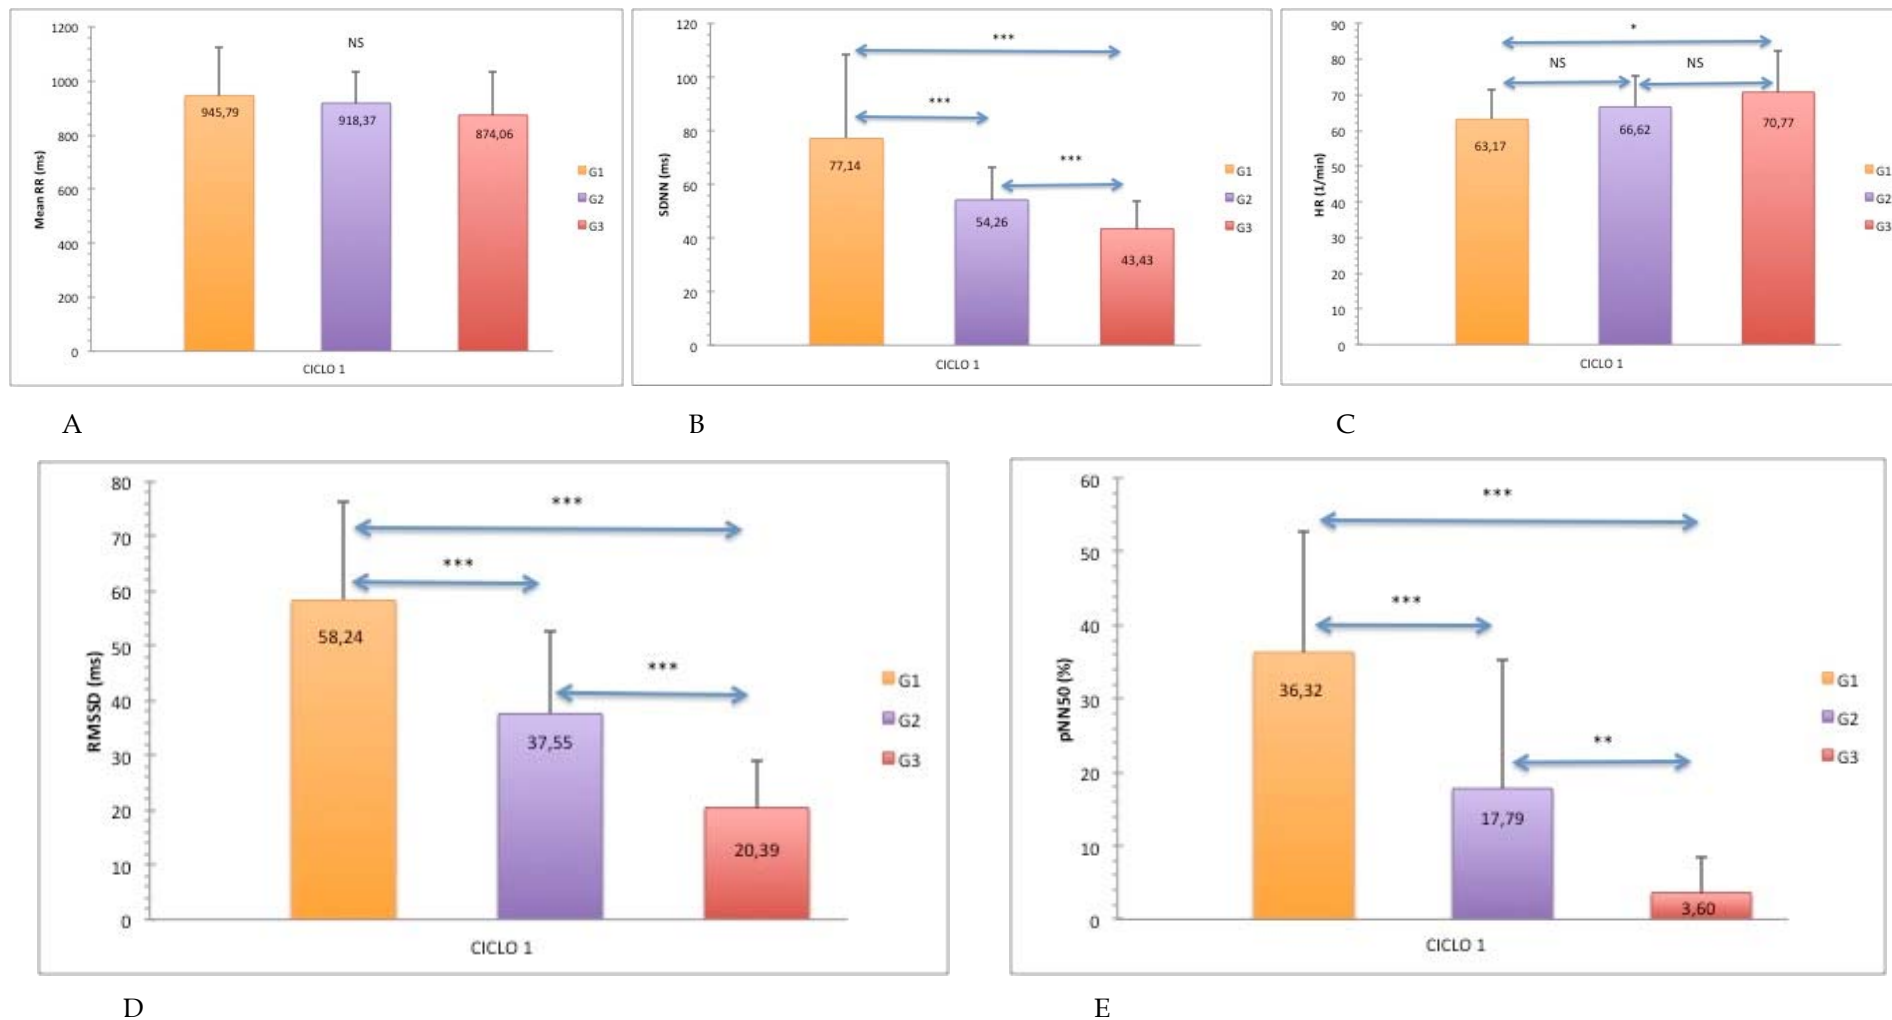 1200
1000
800
600
400
200
0
Mean RR (ms)
NS
945,79
918,37
874,06
G1
G2
G3
CICLO 1
120
100
80
60
40
20
0
SDNN (ms)
***
***
***
77,14
54,26
43,43
G1
G2
G3
CICLO 1
90
80
70
60
50
40
30
20
10
0
HR (1/min)
*
NS
NS
63,17
66,62
70,77
G1
G2
G3
CICLO 1
A
B
C
80
70
60
50
40
30
20
10
0
RMSSD (ms)
***
***
***
58,24
37,55
20,39
G1
G2
G3
CICLO 1
60
50
40
30
20
10
0
pNN50 (%)
***
***
**
36,32
17,79
3,60
G1
G2
G3
CICLO 1
D
E